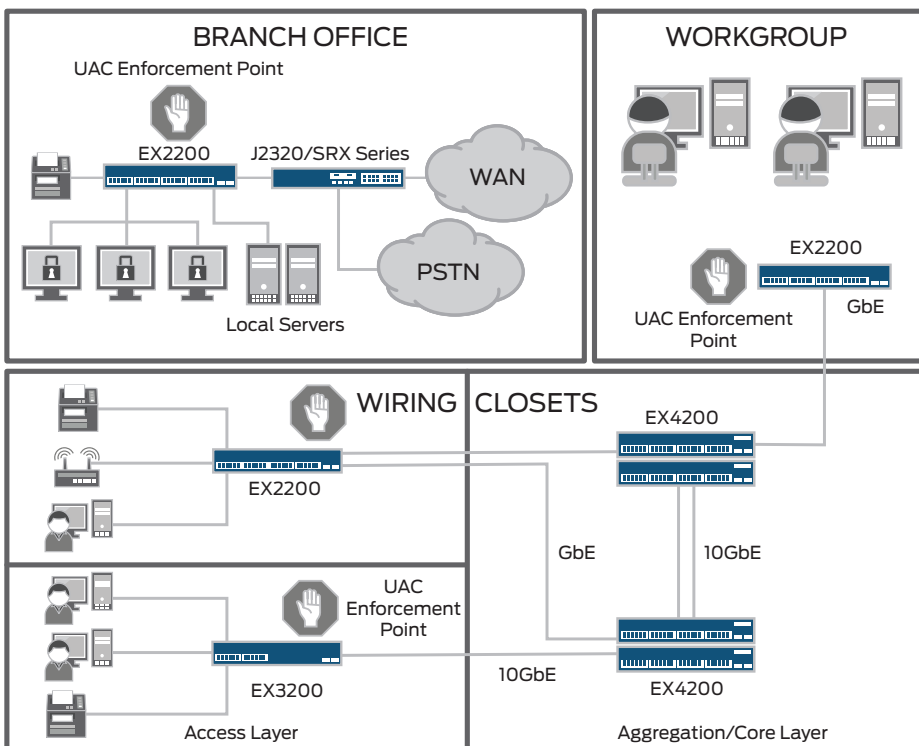 BRANCH OFFICE
UAC Enforcement Point
EX2200
J2320/SRX Series
WAN
PSTN
Local Servers
WORKGROUP
EX2200
GbE
UAC Enforcement
Point
WIRING CLOSETS
EX2200
UAC
Enforcement
Point
EX3200
Access Layer
EX4200
GbE
10GbE
10GbE
EX4200
Aggregation/Core Layer